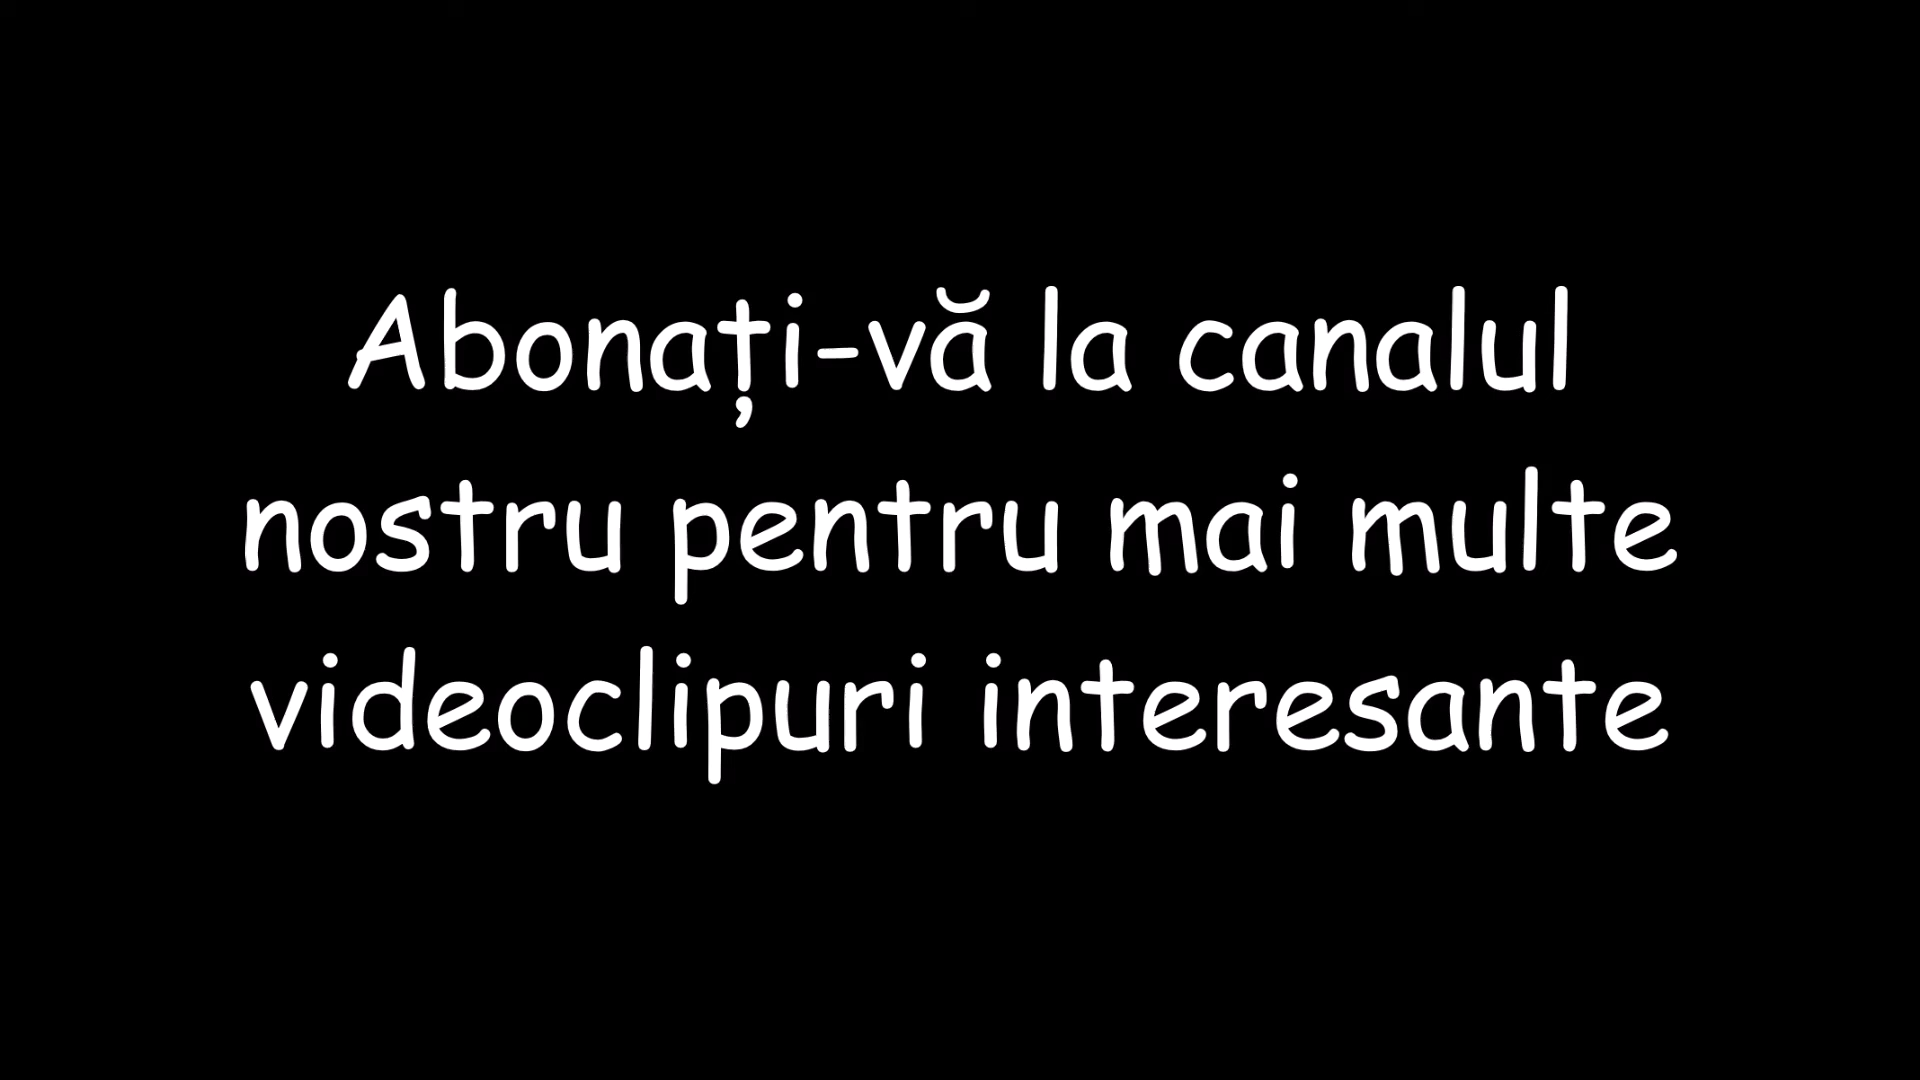 Abonați-vă la canalul
nostru pentru mai multe
videoclipuri interesante